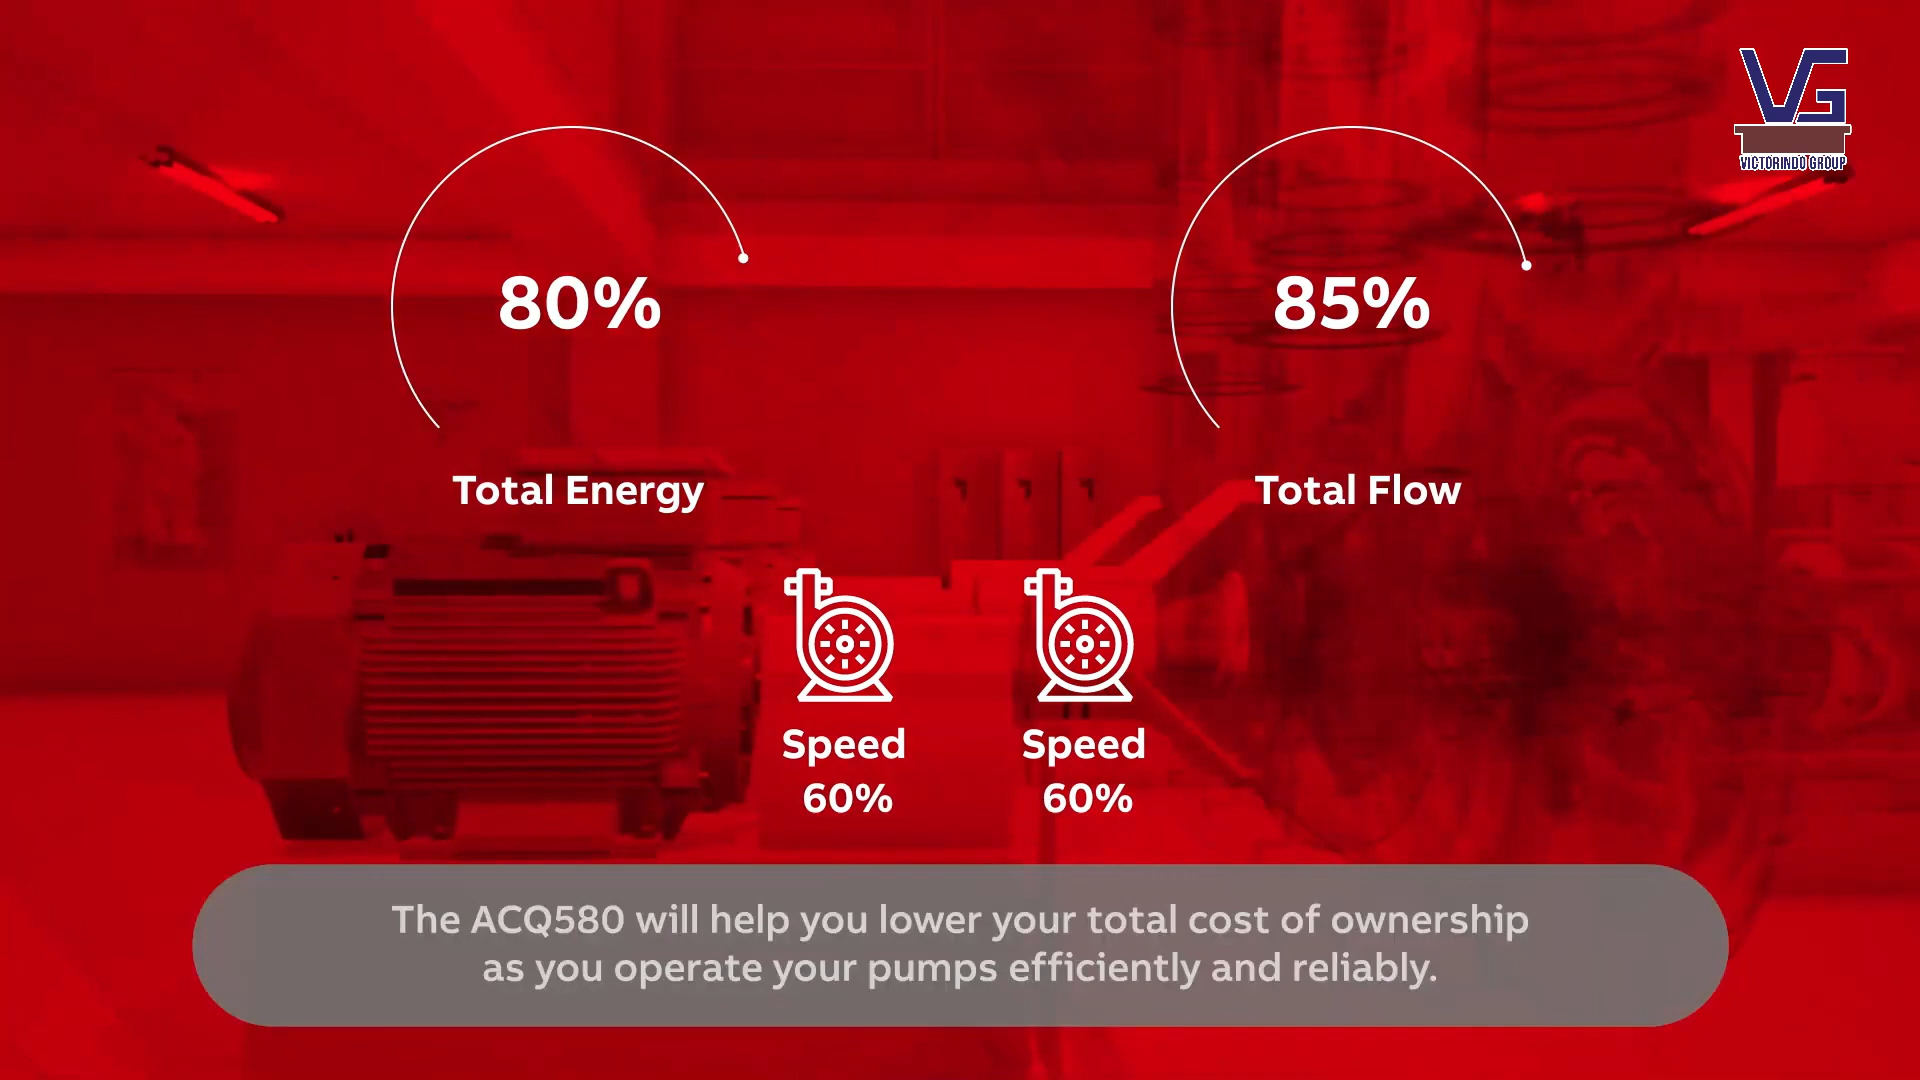 VG
VICTORINDO GROUP
80%
85%
Total Energy
Total Flow
Speed
60%
Speed
60%
The ACQ580 will help you lower your total cost of ownership
as you operate your pumps efficiently and reliably.